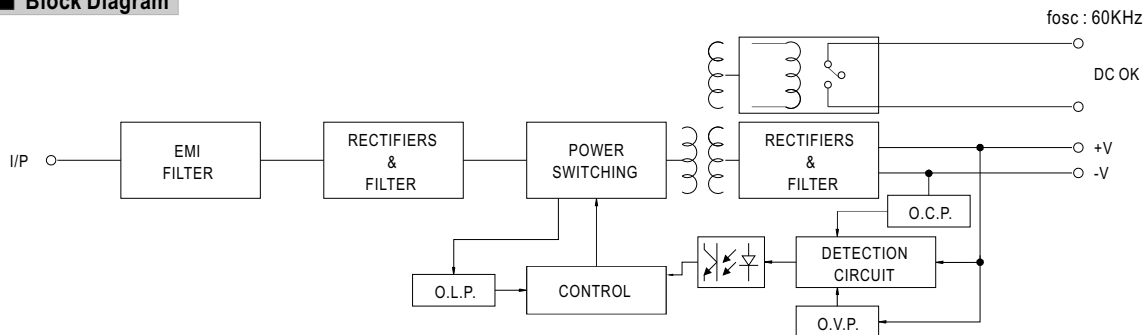 Block Diagram
fosc : 60KHz
DC OK
I/P
EMI
FILTER
RECTIFIERS
&
FILTER
POWER
SWITCHING
RECTIFIERS
&
FILTER
+V
-V
O.C.P.
DETECTION
CIRCUIT
O.L.P.
CONTROL
O.V.P.